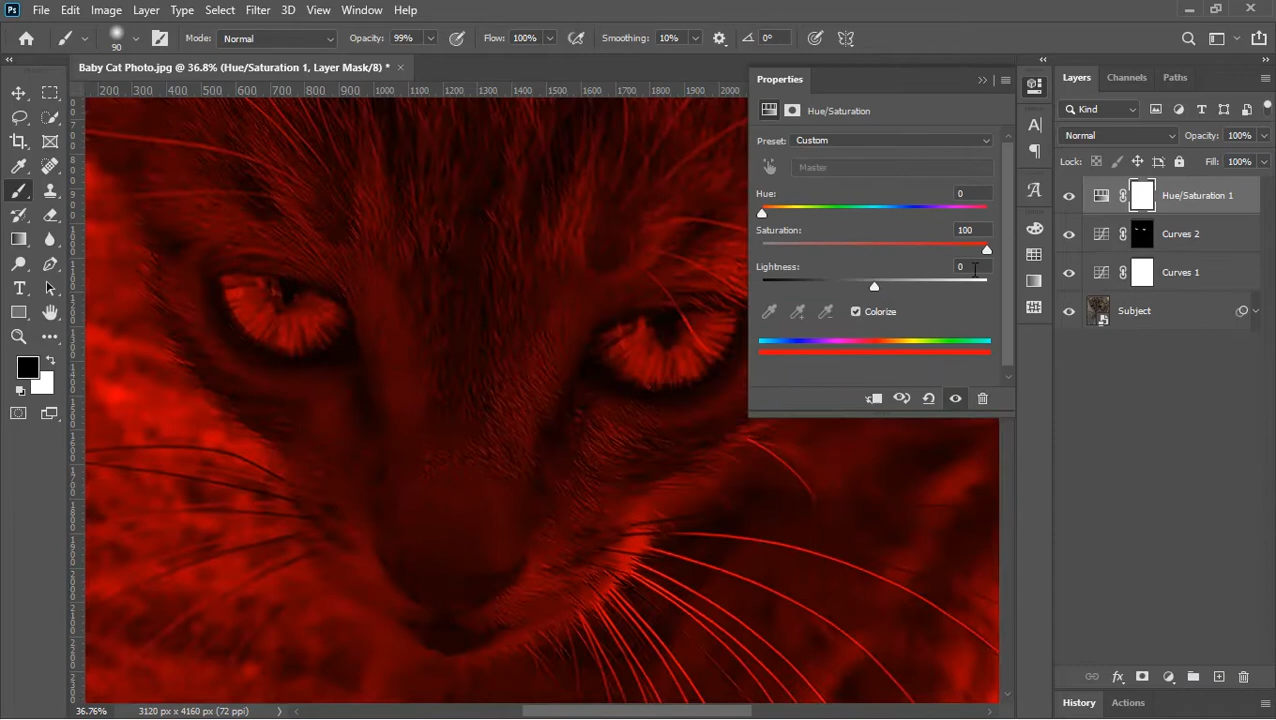 Ps File Edit Image Layer Type Select Filter 3D View Window Help
90 Mode: Normal Opacity: 99% Flow: 100% Smoothing: 10% 0°
Baby Cat Photo.jpg @ 36.8% (Hue/Saturation 1, Layer Mask/8) *
200 300 400 500 600 700 800 900 1000 1100 1200 1300 1400 1500 1600 1700 1800 1900 2000
Properties
Hue/Saturation
Preset: Custom
Master
Hue: 0
Saturation: 100
Lightness: 0
Colorize
Layers Channels Paths
Kind
Normal Opacity: 100%
Lock: Fill: 100%
Hue/Saturation 1
Curves 2
Curves 1
Subject
36.76% 3120 px x 4160 px (72 ppi)
History Actions